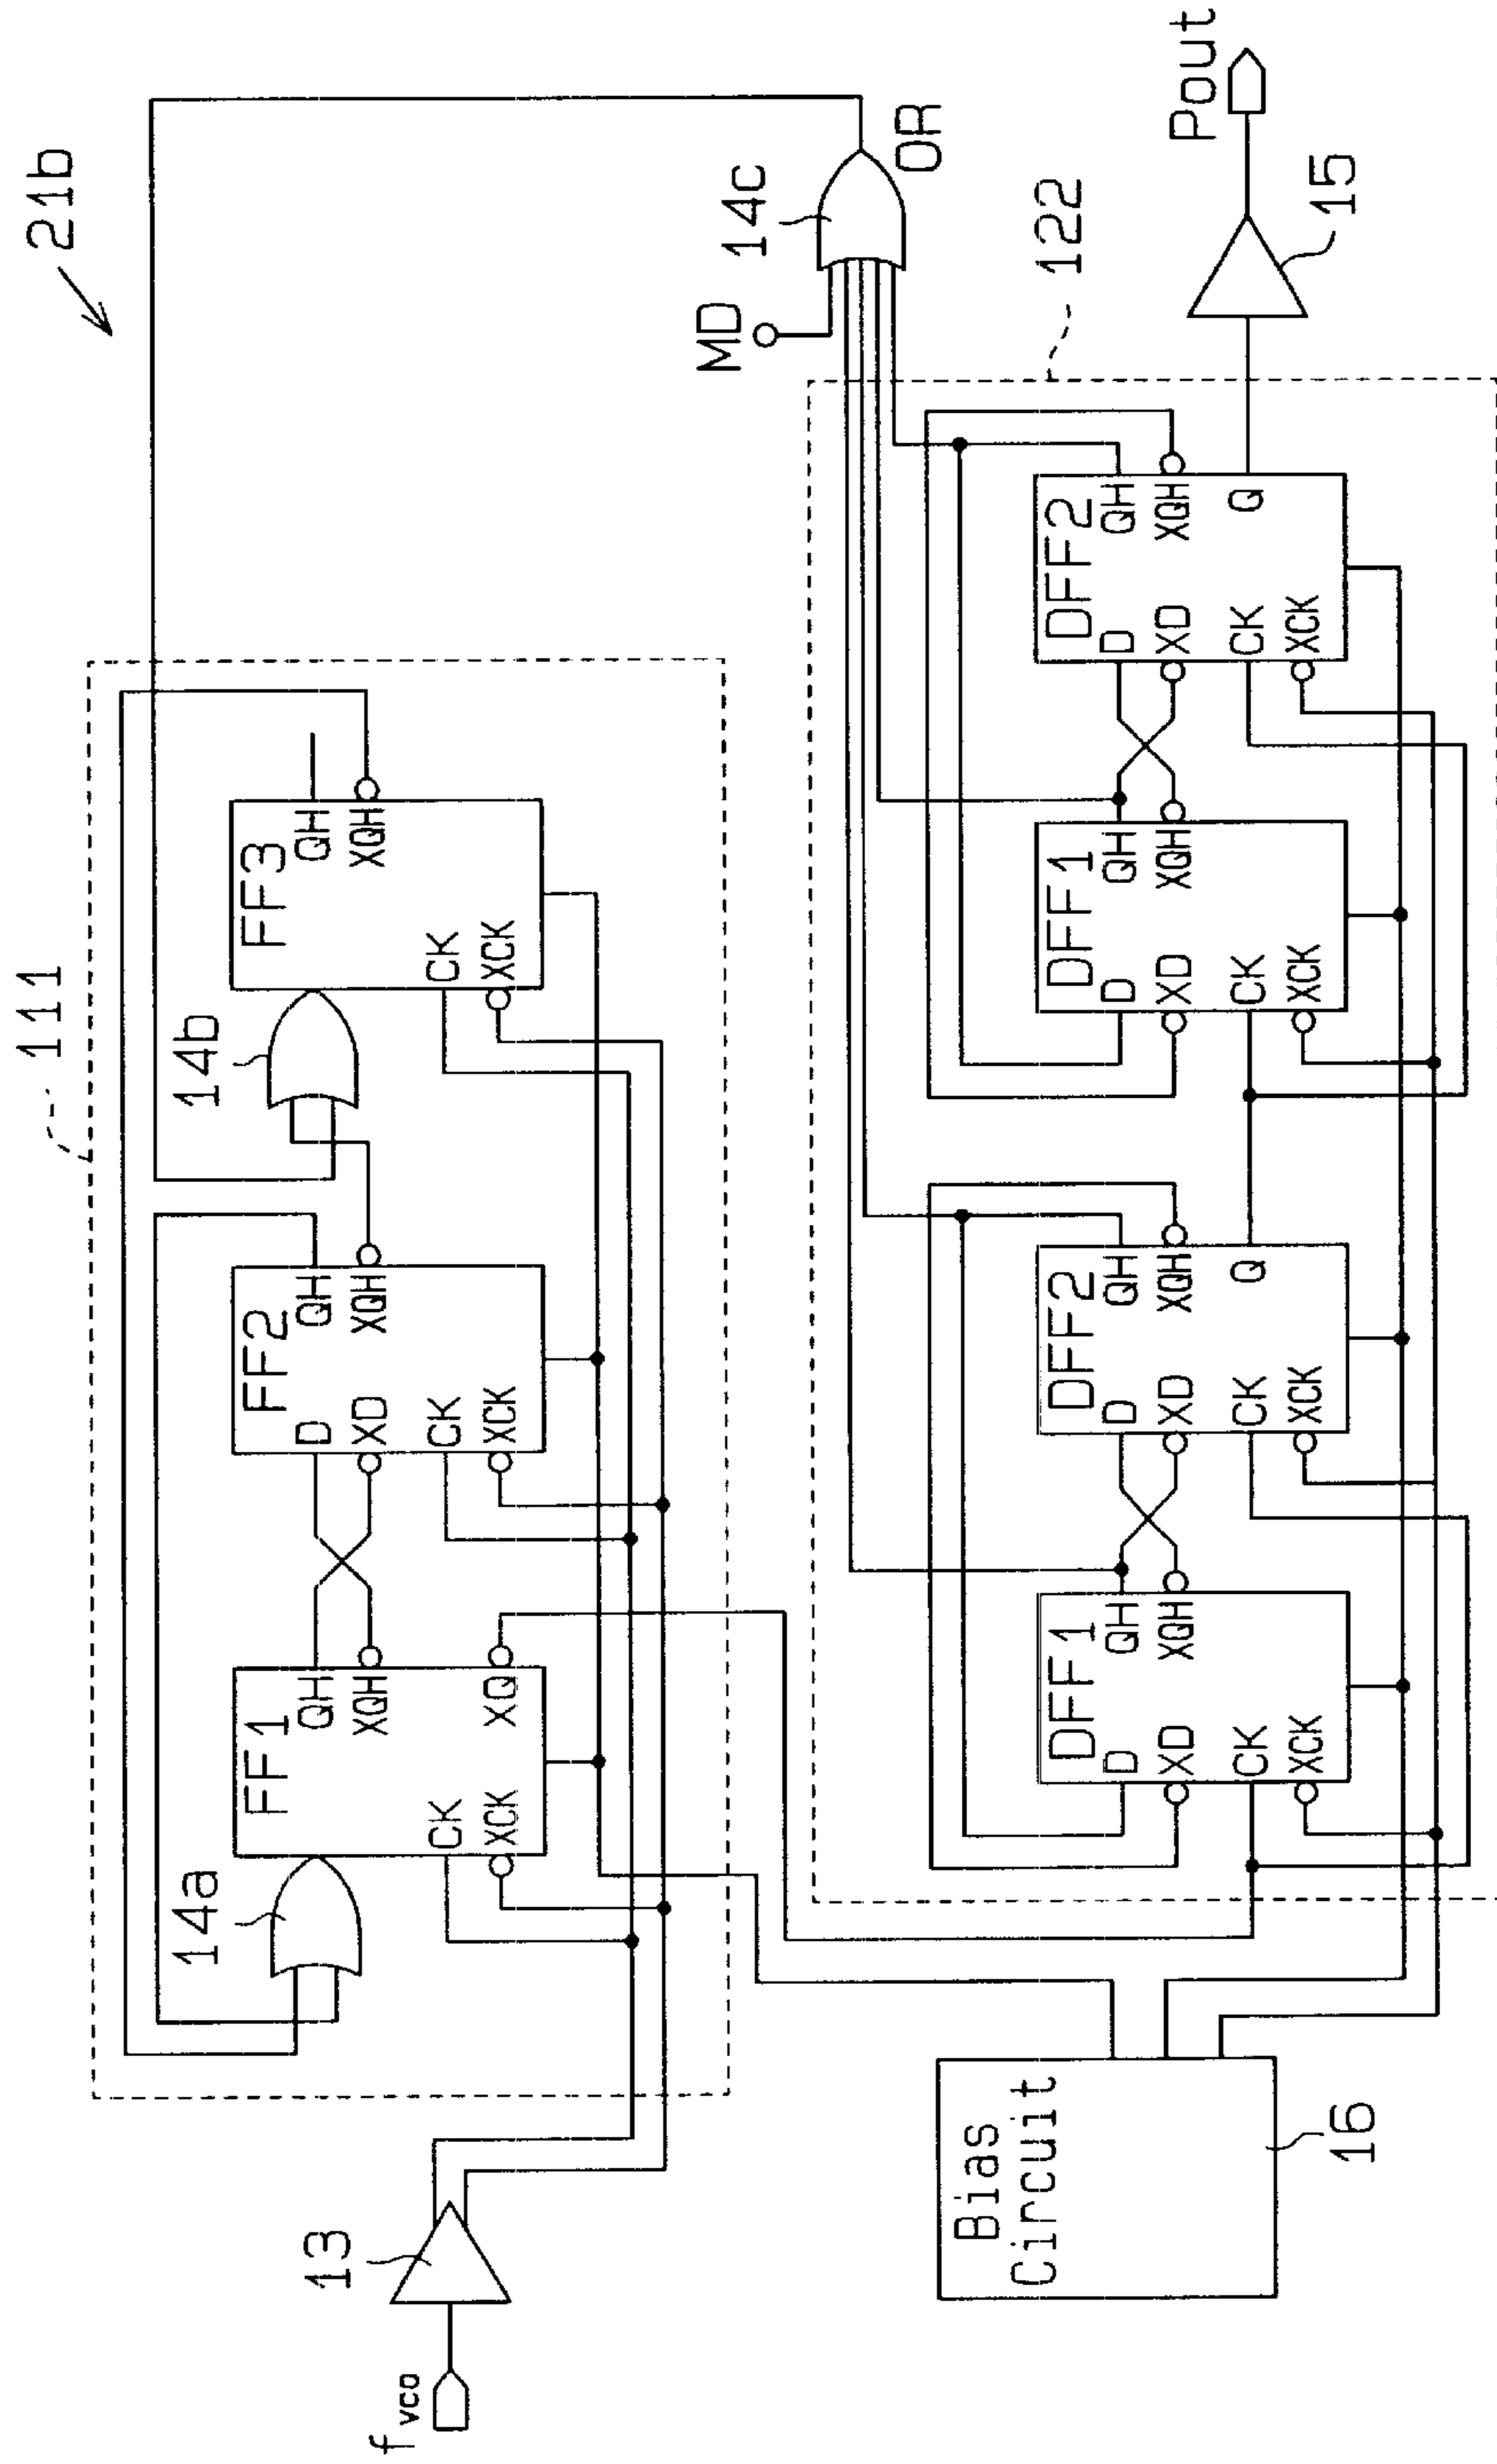 21b
111
14a
FF1
QH
XQH
CK
XCK
XQ
FF2
D
QH
XD
XQH
CK
XCK
14b
FF3
QH
XQH
CK
XCK
13
f vco
MD
14c
OR
122
DFF1
D
QH
XD
XQH
CK
XCK
DFF2
D
QH
XD
XQH
CK
Q
XCK
DFF1
D
QH
XD
XQH
CK
XCK
DFF2
D
QH
XD
XQH
CK
Q
XCK
Pout
15
Bias
Circuit
16